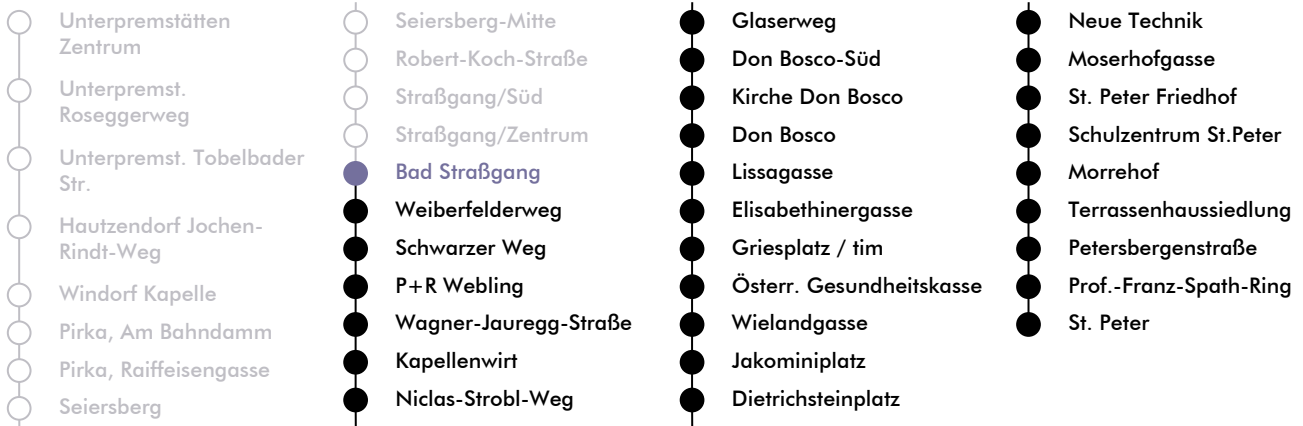 Unterpremstätten
Zentrum
Unterpremst.
Roseggerweg
Unterpremst. Tobelbader
Str.
Hautzendorf Jochen-
Rindt-Weg
Windorf Kapelle
Pirka, Am Bahndamm
Pirka, Raiffeisengasse
Seiersberg
Seiersberg-Mitte
Robert-Koch-Straße
Straßgang/Süd
Straßgang/Zentrum
Bad Straßgang
Weiberfelderweg
Schwarzer Weg
P+R Webling
Wagner-Jauregg-Straße
Kapellenwirt
Niclas-Strobl-Weg
Glaserweg
Don Bosco-Süd
Kirche Don Bosco
Don Bosco
Lissagasse
Elisabethinergasse
Griesplatz / tim
Österr. Gesundheitskasse
Wielandgasse
Jakominiplatz
Dietrichsteinplatz
Neue Technik
Moserhofgasse
St. Peter Friedhof
Schulzentrum St.Peter
Morrehof
Terrassenhaussiedlung
Petersbergenstraße
Prof.-Franz-Spath-Ring
St. Peter